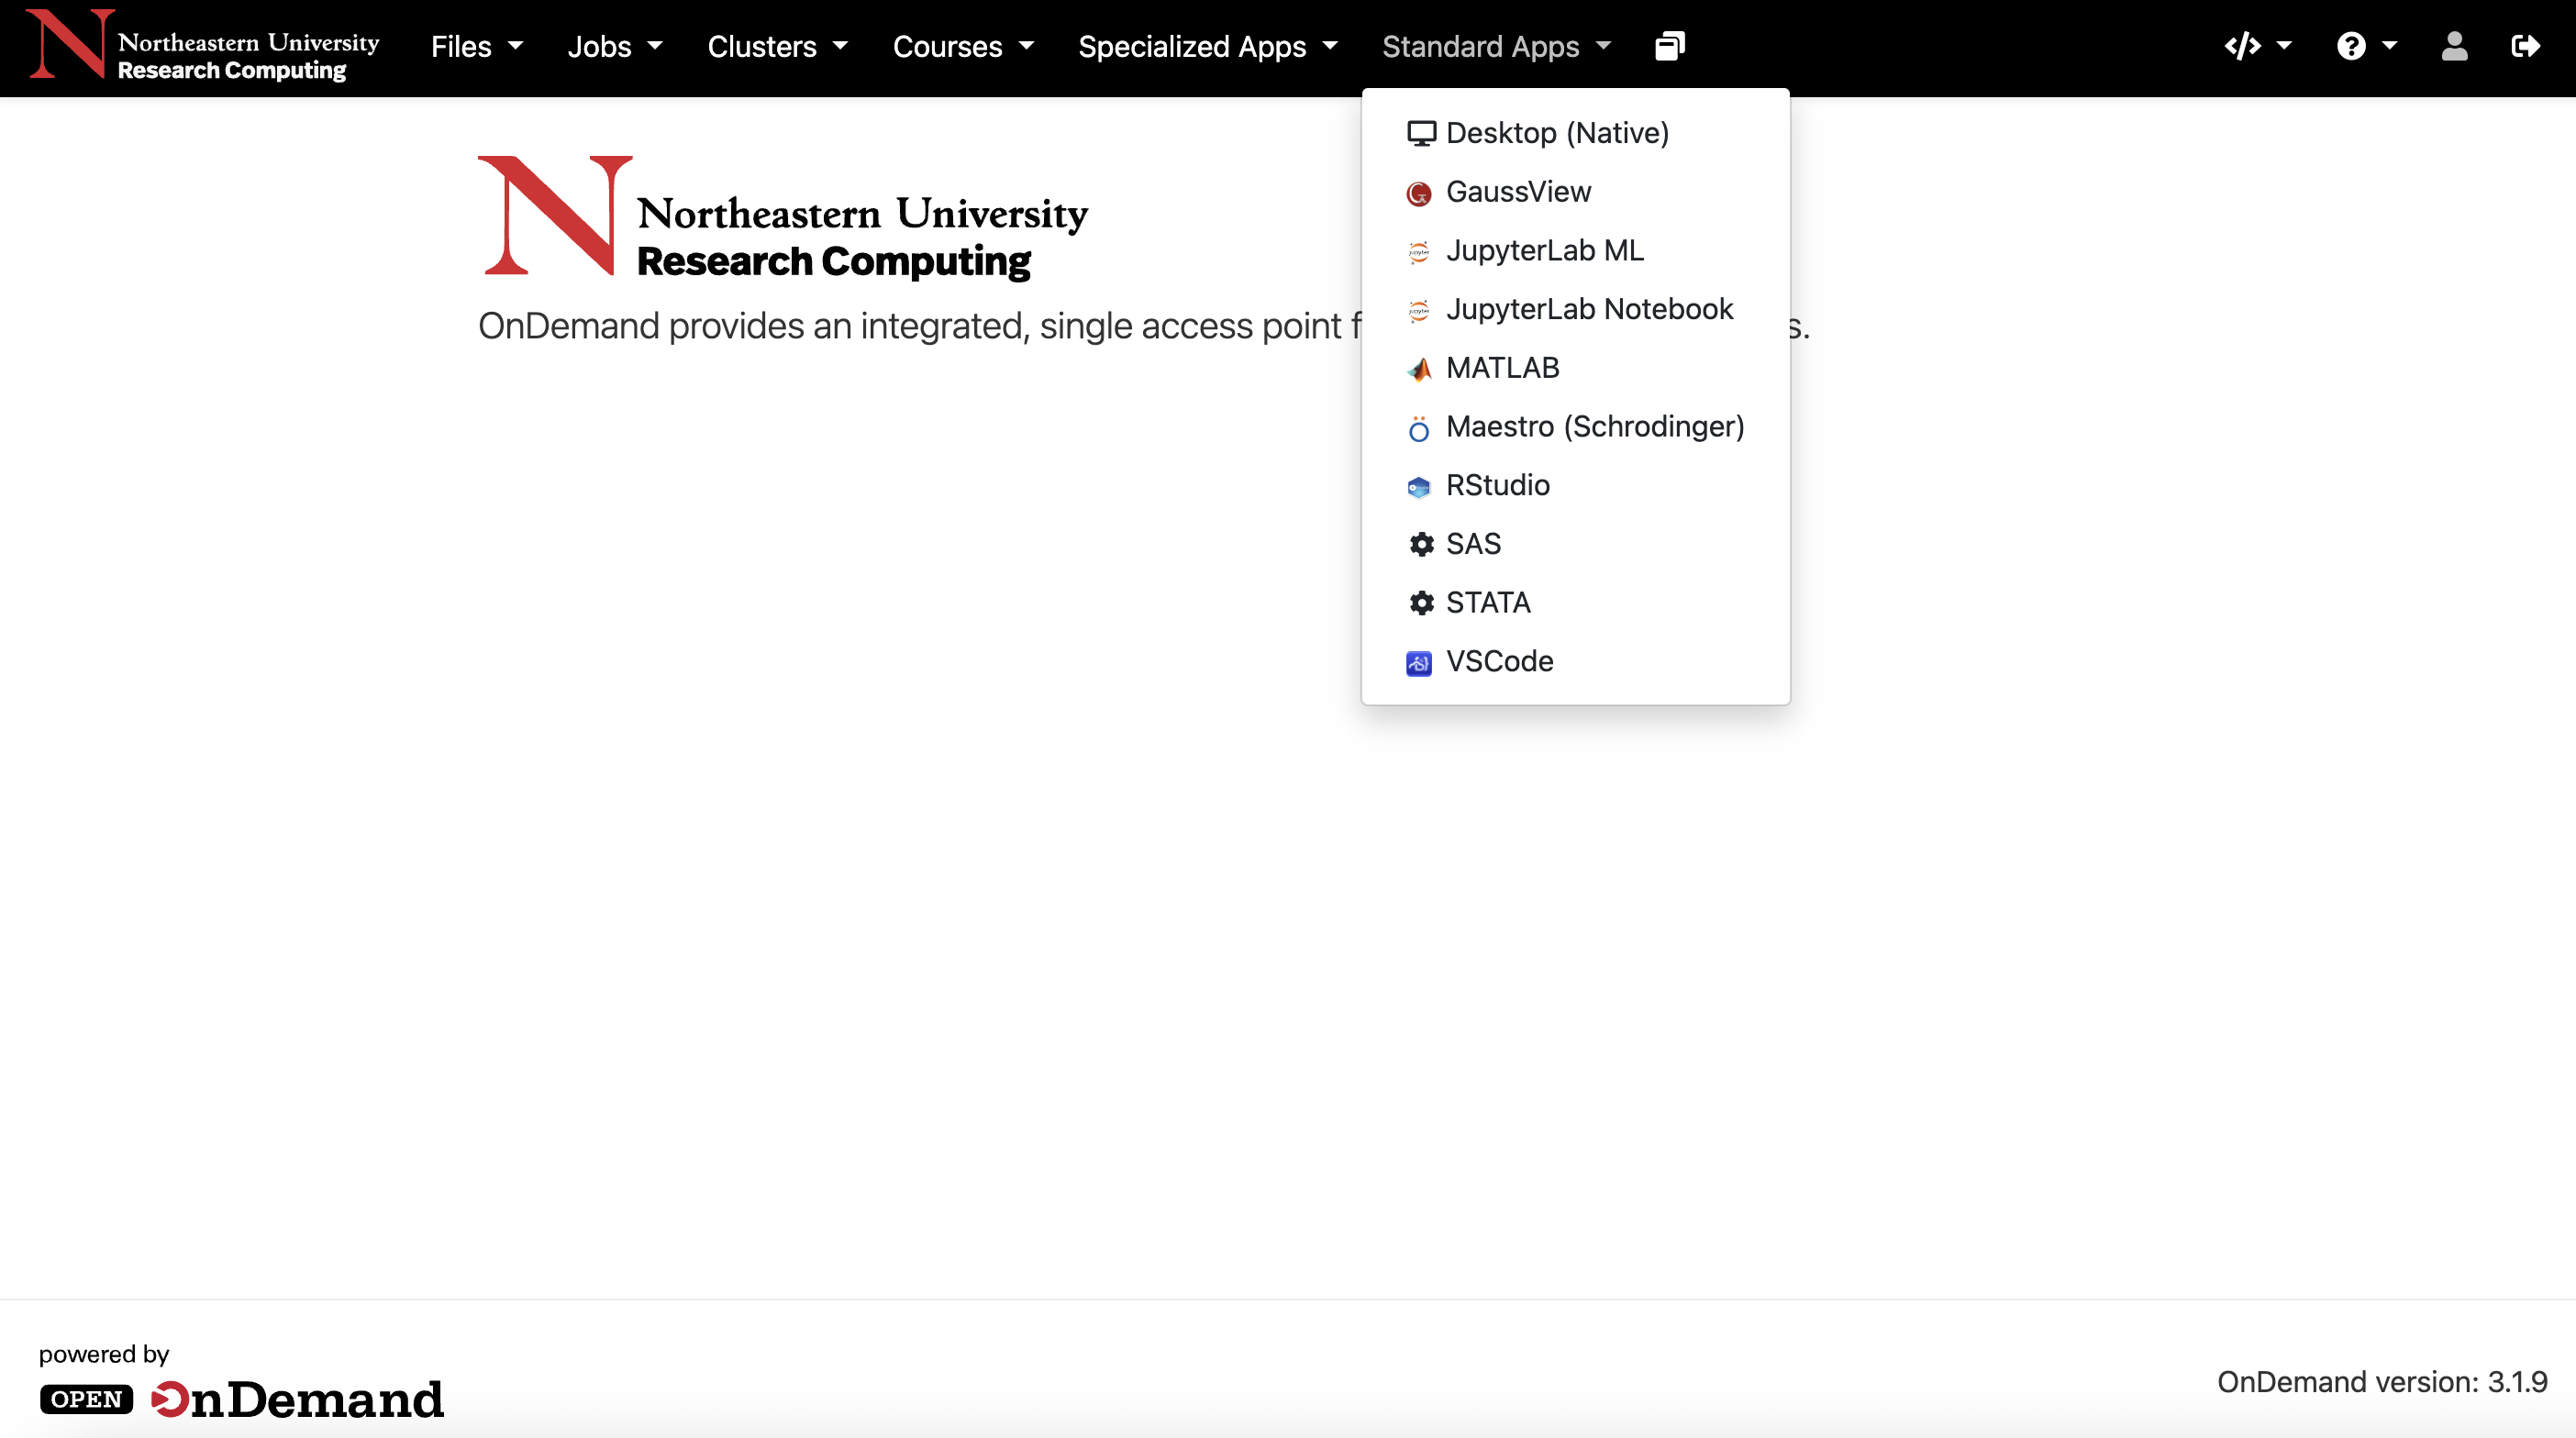 Northeastern University
Research Computing
Files
Jobs
Clusters
Courses
Specialized Apps
Standard Apps
Desktop (Native)
GaussView
JupyterLab ML
JupyterLab Notebook
MATLAB
Maestro (Schrodinger)
RStudio
SAS
STATA
VSCode
Northeastern University
Research Computing
OnDemand provides an integrated, single access point
powered by
OPEN OnDemand
OnDemand version: 3.1.9